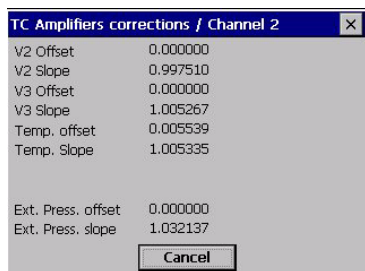 TC Amplifiers corrections / Channel 2
V2 Offset 0.000000
V2 Slope 0.997510
V3 Offset 0.000000
V3 Slope 1.005267
Temp. offset 0.005539
Temp. Slope 1.005335
Ext. Press. offset 0.000000
Ext. Press. slope 1.032137
Cancel